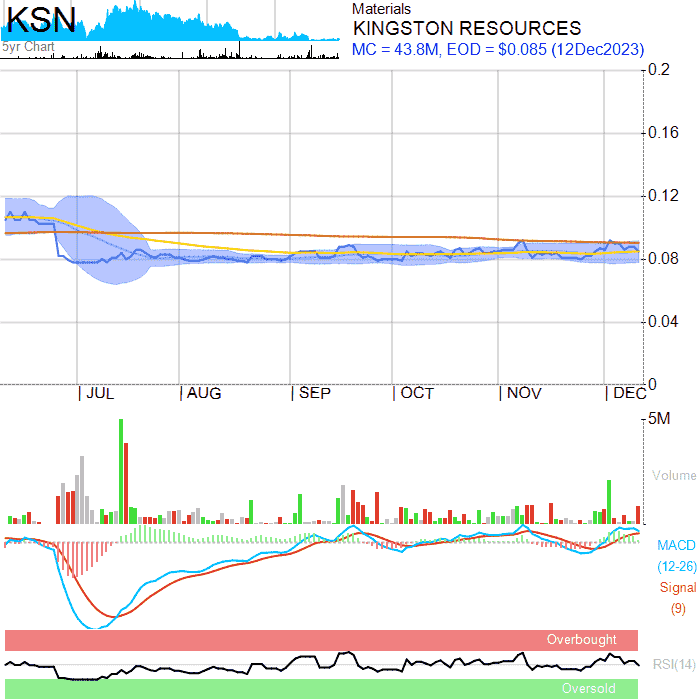 KSN
5yr Chart
Materials
KINGSTON RESOURCES
MC = 43.8M, EOD = $0.085 (12Dec2023)
0.2
0.16
0.12
0.08
0.04
0
| JUL | AUG | SEP | OCT | NOV | DEC
5M
Volume
MACD
(12-26)
Signal
(9)
Overbought
RSI(14)
Oversold